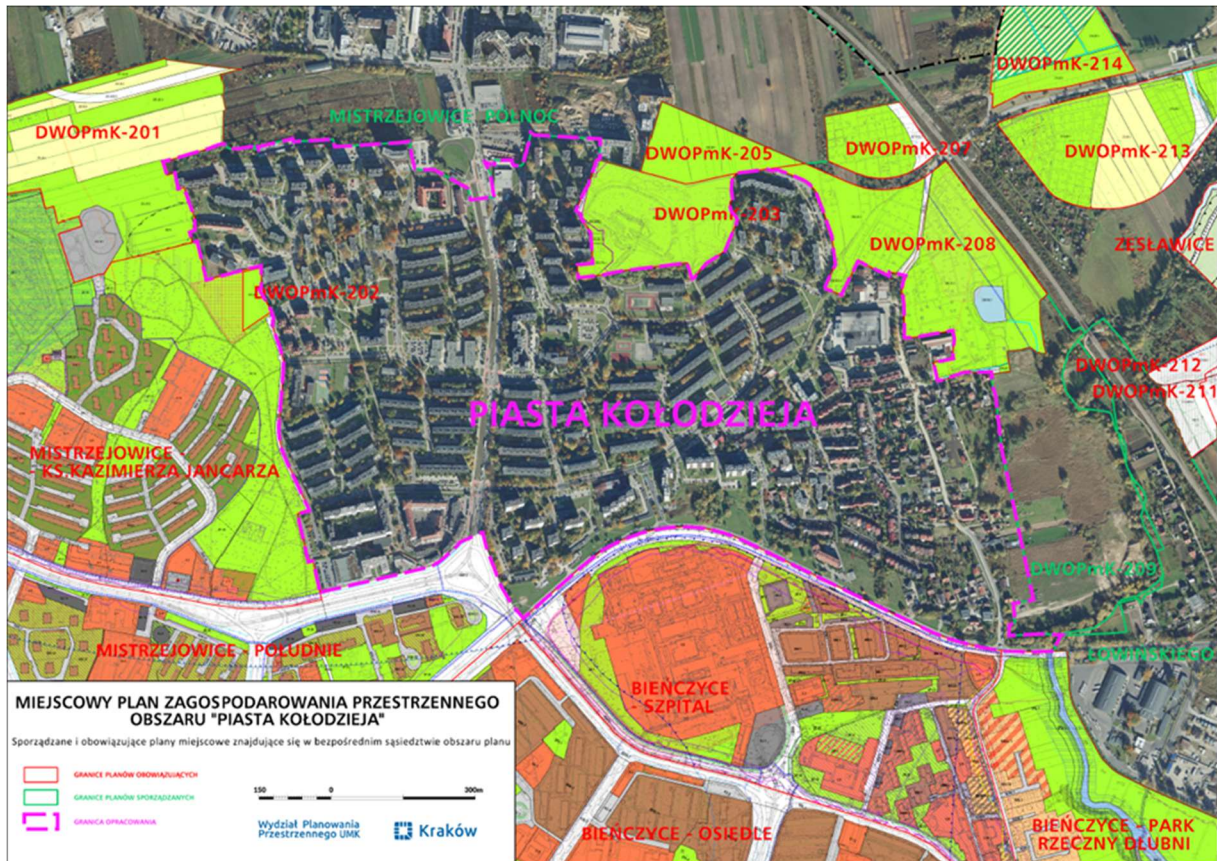 DWOPmK-214
DWOPmK-201
MISTRZEJOWICE PÓŁNOC
DWOPmK-205
DWOPmK-207
DWOPmK-213
DWOPmK-203
DWOPmK-208
ZESŁAWICE
DWOPmK-202
DWOPmK-212
DWOPmK-211
PIASTA KOŁODZIEJA
MISTRZEJOWICE -
- KS.KAZIMIERZA JANCARZA
DWOPmK-209
MISTRZEJOWICE - POŁUDNIE
ŁOWIŃSKIEGO
BIEŃCZYCE
- SZPITAL
BIEŃCZYCE - OSIEDLE
BIEŃCZYCE - PARK
RZECZNY DŁUBNI
MIEJSCOWY PLAN ZAGOSPODAROWANIA PRZESTRZENNEGO
OBSZARU "PIASTA KOŁODZIEJA"
Sporządzane i obowiązujące plany miejscowe znajdujące się w bezpośrednim sąsiedztwie obszaru planu
GRANICE PLANÓW OBOWIĄZUJĄCYCH
GRANICE PLANÓW SPORZĄDZANYCH
GRANICA OPRACOWANIA
150 0 300m
Wydział Planowania
Przestrzennego UMK
Kraków